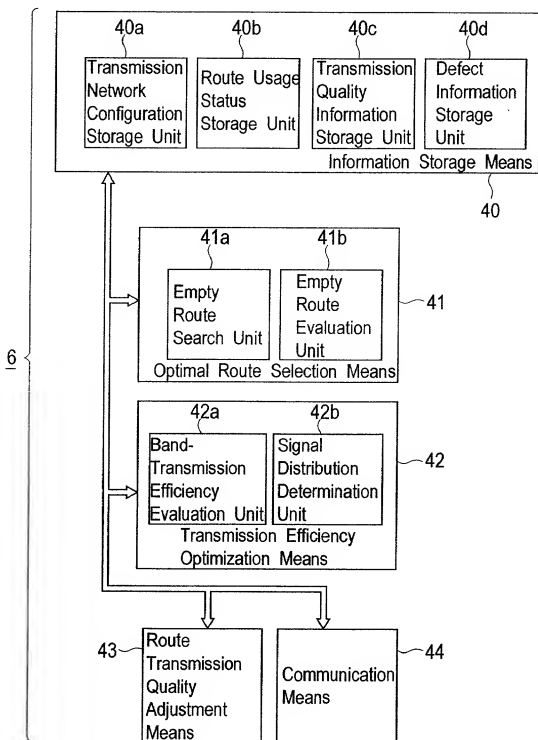 40a 40b 40c 40d
Transmission
Network
Configuration
Storage Unit
Route Usage
Status
Storage Unit
Transmission
Quality
Information
Storage Unit
Defect
Information
Storage
Unit
Information Storage Means
40
41a 41b
Empty
Route
Search Unit
Empty
Route
Evaluation
Unit
41
Optimal Route Selection Means
6
42a 42b
Band-
Transmission
Efficiency
Evaluation Unit
Signal
Distribution
Determination
Unit
42
Transmission Efficiency
Optimization Means
43
Route
Transmission
Quality
Adjustment
Means
44
Communication
Means